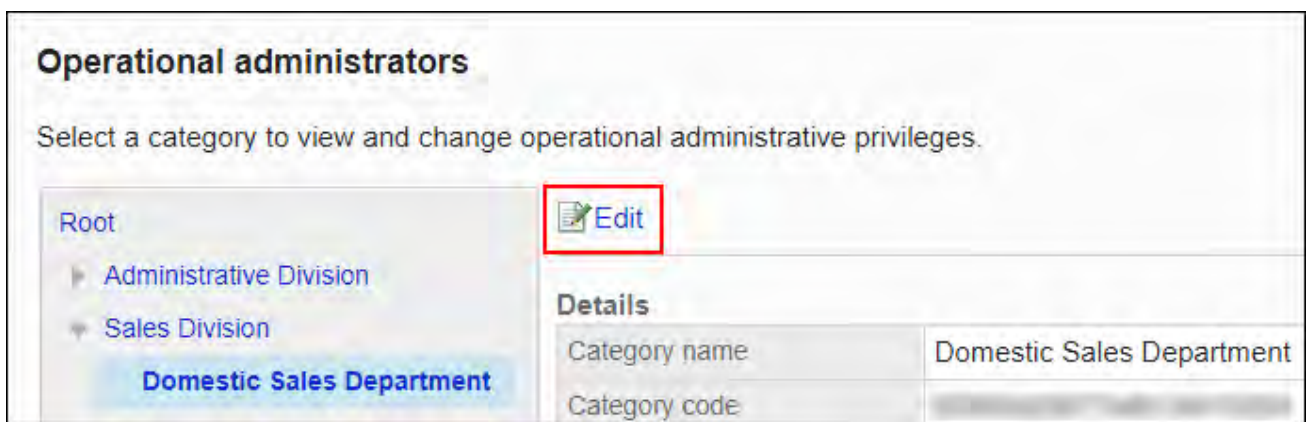 Operational administrators
Select a category to view and change operational administrative privileges.
Root
Administrative Division
Sales Division
Domestic Sales Department
Edit
Details
Category name
Domestic Sales Department
Category code